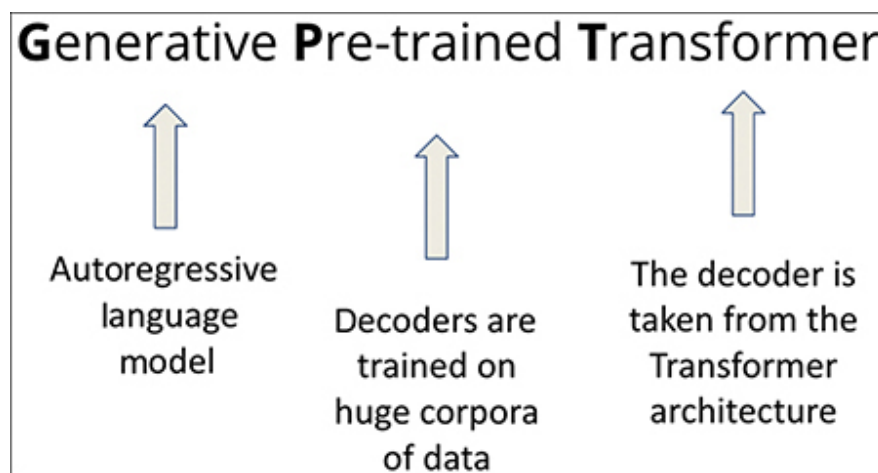 Generative Pre-trained Transformer
Autoregressive
language
model
Decoders are
trained on
huge corpora
of data
The decoder is
taken from the
Transformer
architecture